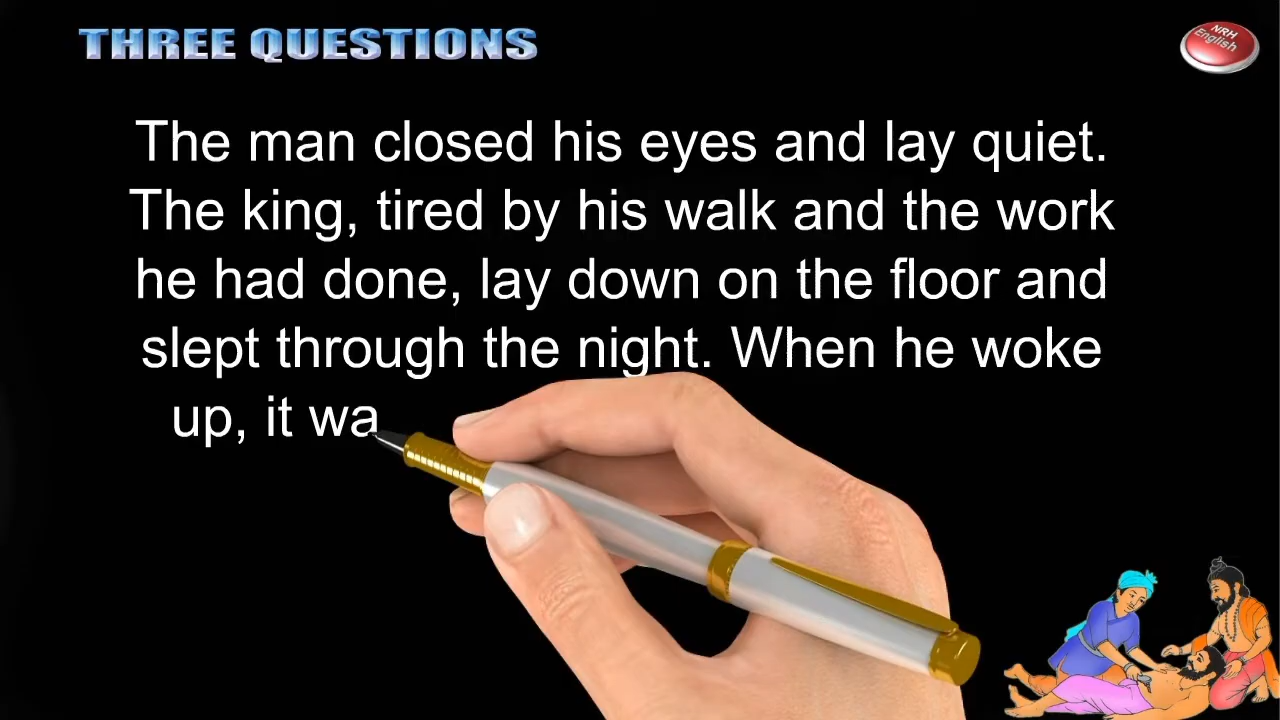 THREE QUESTIONS
NRH
English
The man closed his eyes and lay quiet.
The king, tired by his walk and the work
he had done, lay down on the floor and
slept through the night. When he woke
up, it wa